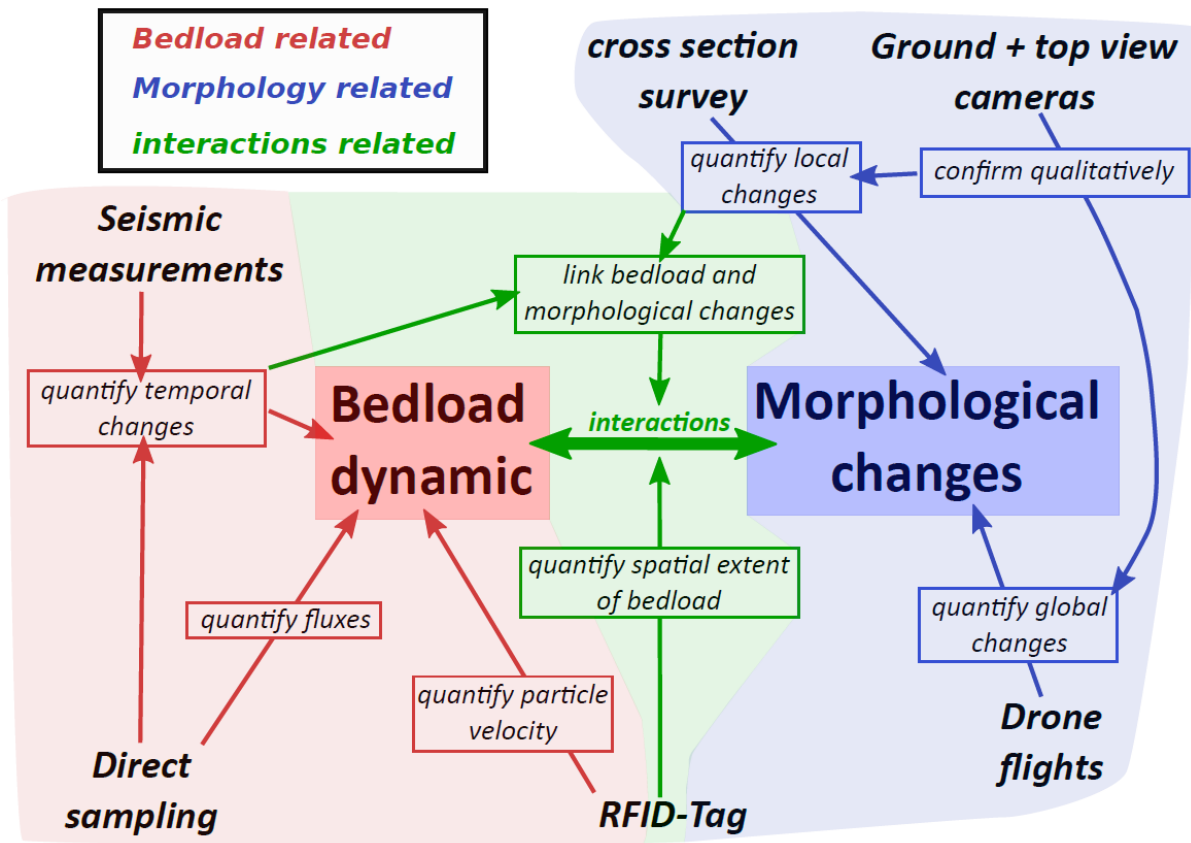 Bedload related
Morphology related
interactions related
cross section
survey
Ground + top view
cameras
quantify local
changes
confirm qualitatively
Seismic
measurements
link bedload and
morphological changes
quantify temporal
changes
Bedload
dynamic
interactions
Morphological
changes
quantify spatial extent
of bedload
quantify fluxes
quantify global
changes
quantify particle
velocity
Direct
sampling
RFID-Tag
Drone
flights